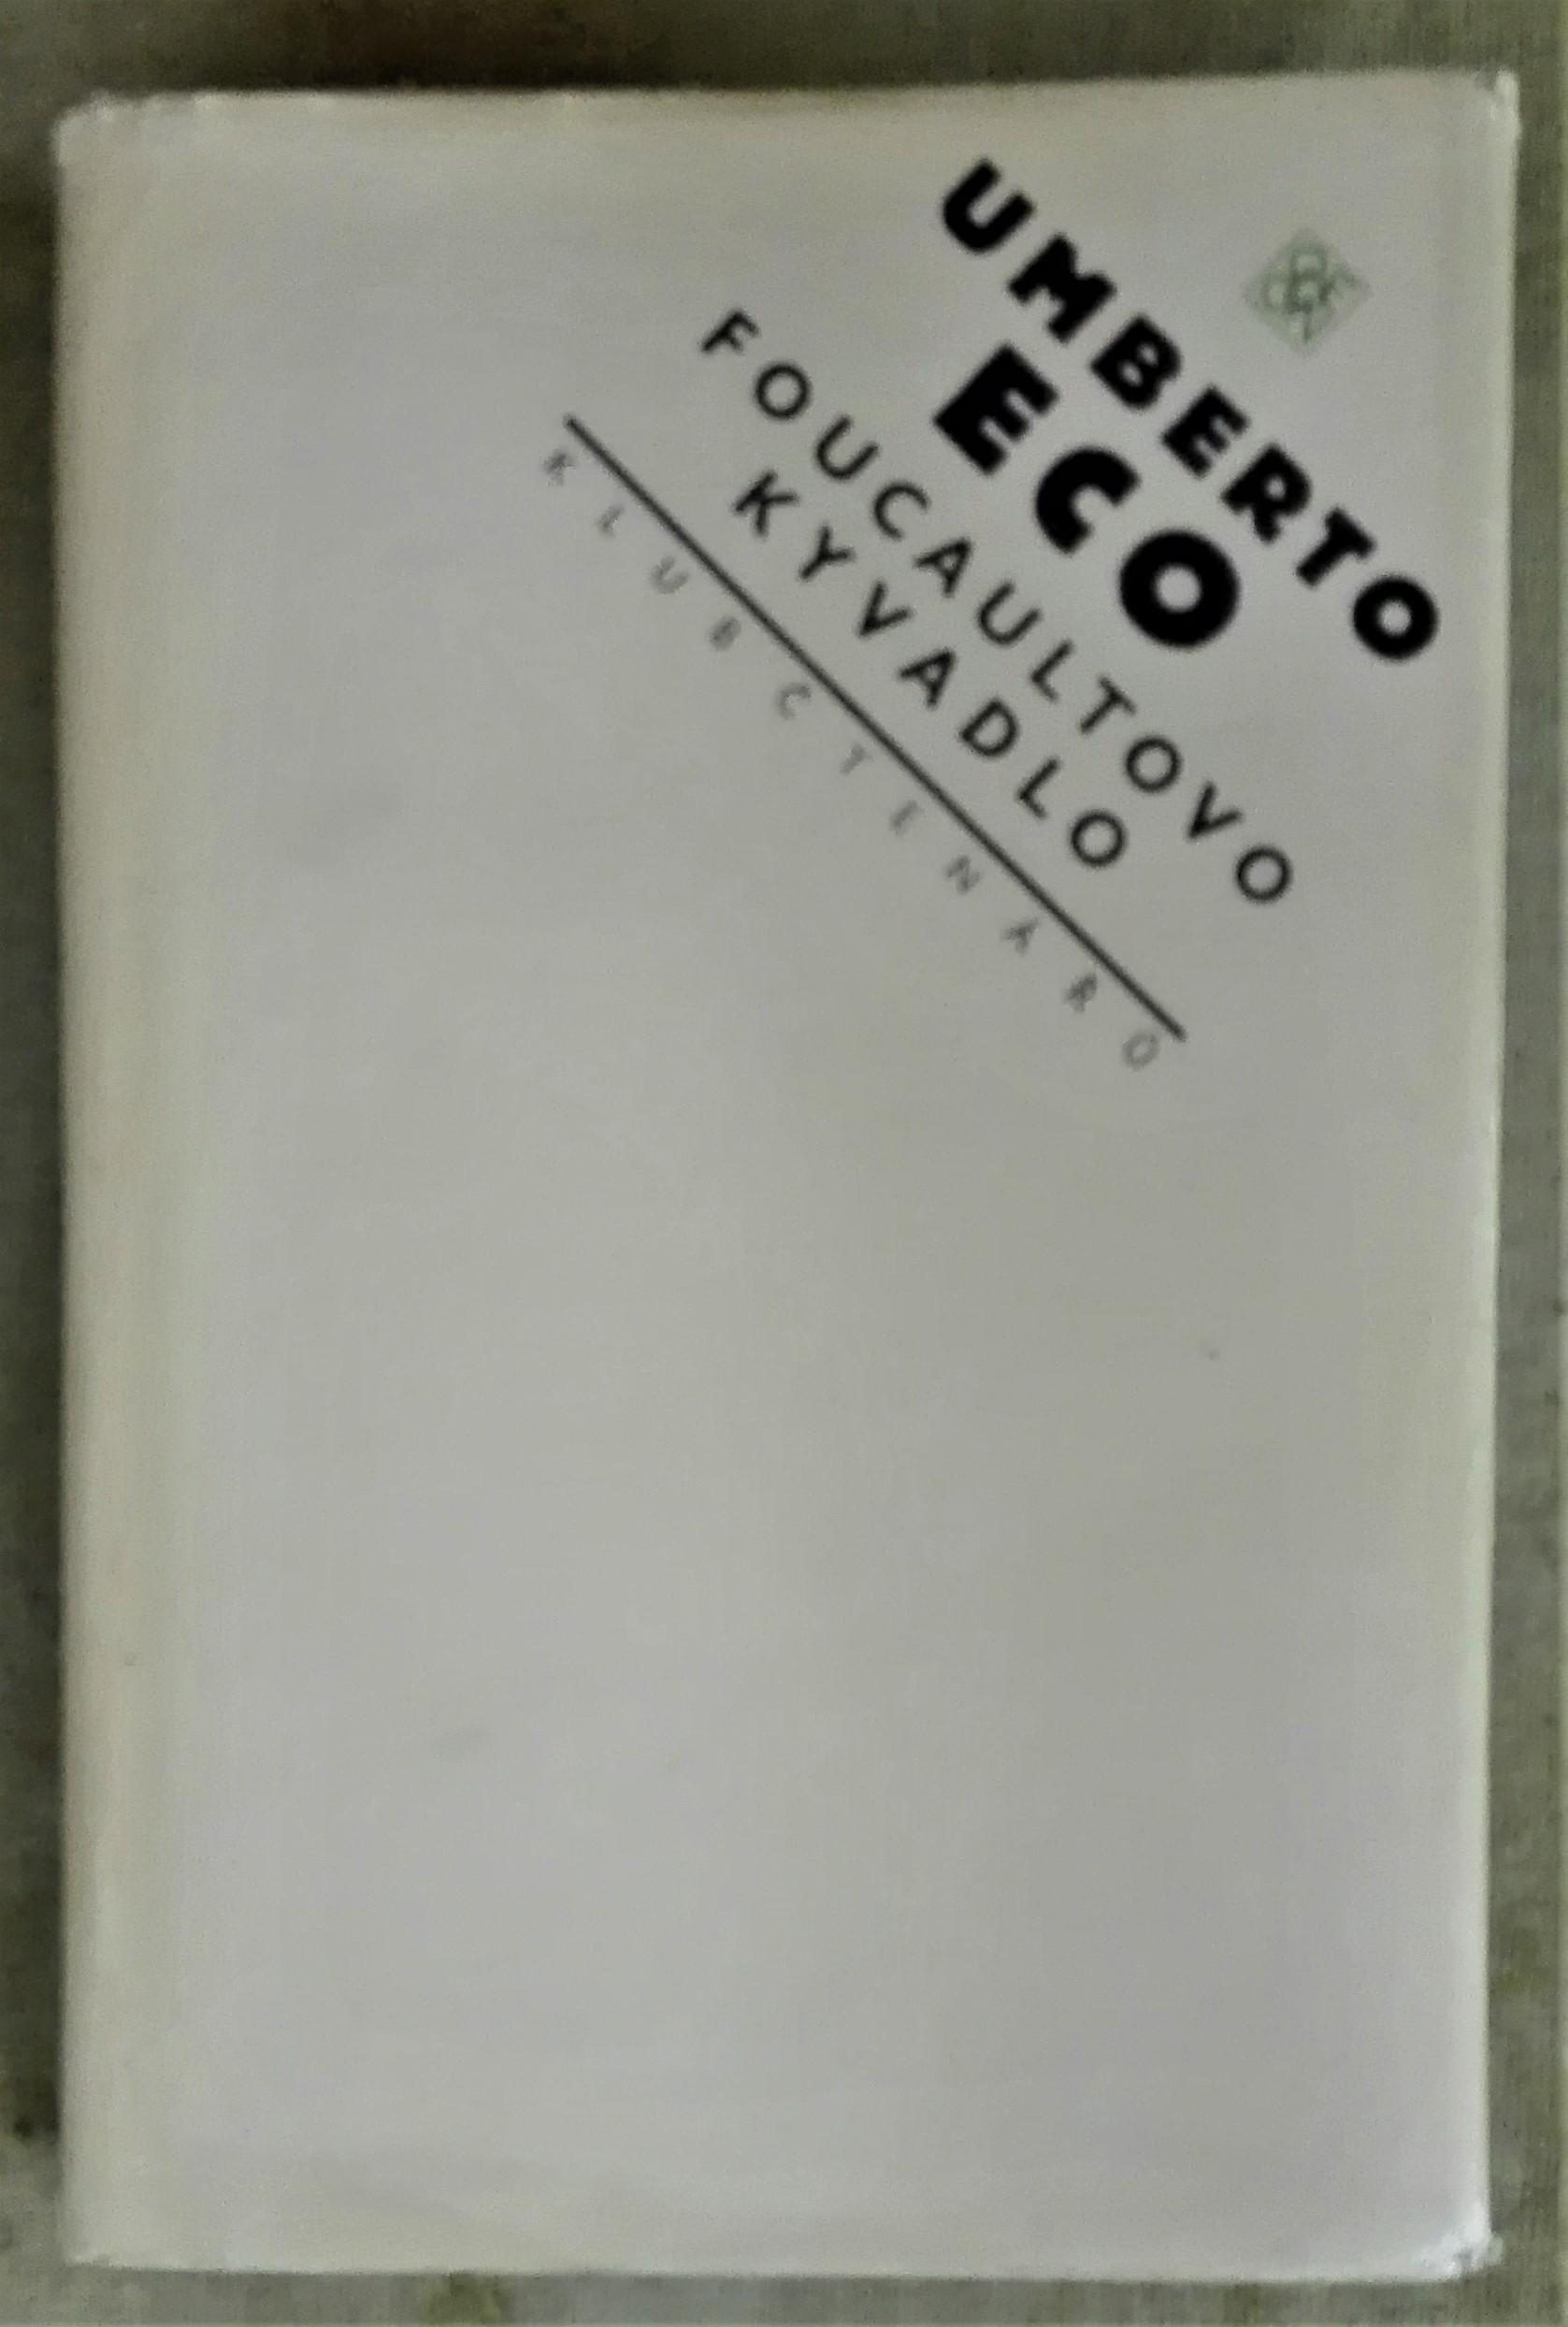 UMBERTO
ECO
FOUCAULTOVO
KYVADLO
KLUB ČTENÁŘŮ